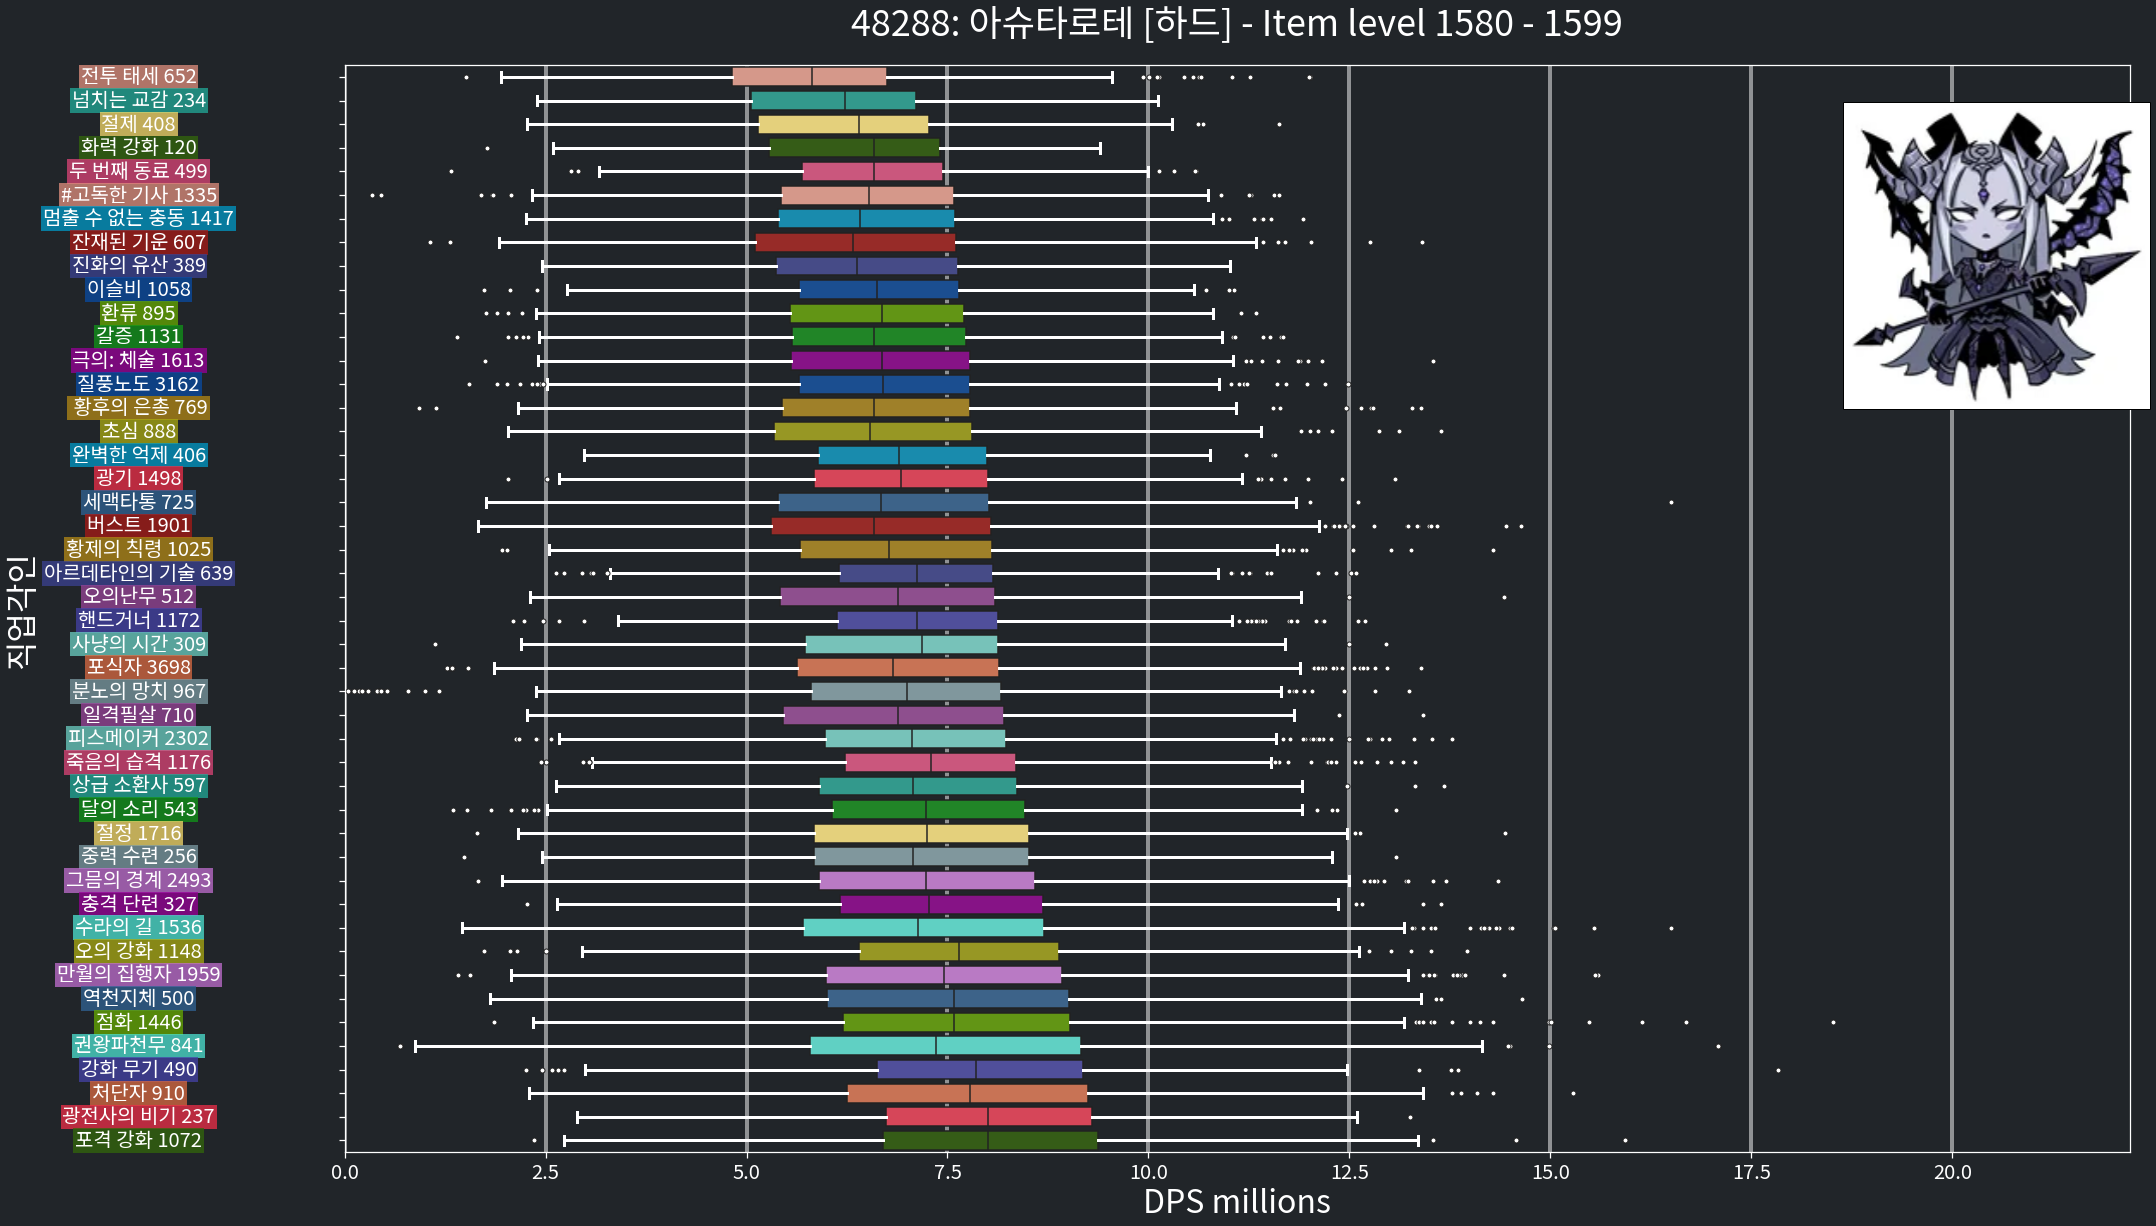 48288: 아슈타로테 [하드] - Item level 1580 - 1599
전투 태세 652
넘치는 교감 234
절제 408
화력 강화 120
두 번째 동료 499
#고독한 기사 1335
멈출 수 없는 충동 1417
잔재된 기운 607
진화의 유산 389
이슬비 1058
환류 895
갈증 1131
극의: 체술 1613
질풍노도 3162
황후의 은총 769
초심 888
완벽한 억제 406
광기 1498
세맥타통 725
버스트 1901
황제의 칙령 1025
아르데타인의 기술 639
오의난무 512
핸드거너 1172
사냥의 시간 309
포식자 3698
분노의 망치 967
일격필살 710
피스메이커 2302
죽음의 습격 1176
상급 소환사 597
달의 소리 543
절정 1716
중력 수련 256
그믐의 경계 2493
충격 단련 327
수라의 길 1536
오의 강화 1148
만월의 집행자 1959
역천지체 500
점화 1446
권왕파천무 841
강화 무기 490
처단자 910
광전사의 비기 237
포격 강화 1072
직업각인
0.0 2.5 5.0 7.5 10.0 12.5 15.0 17.5 20.0
DPS millions